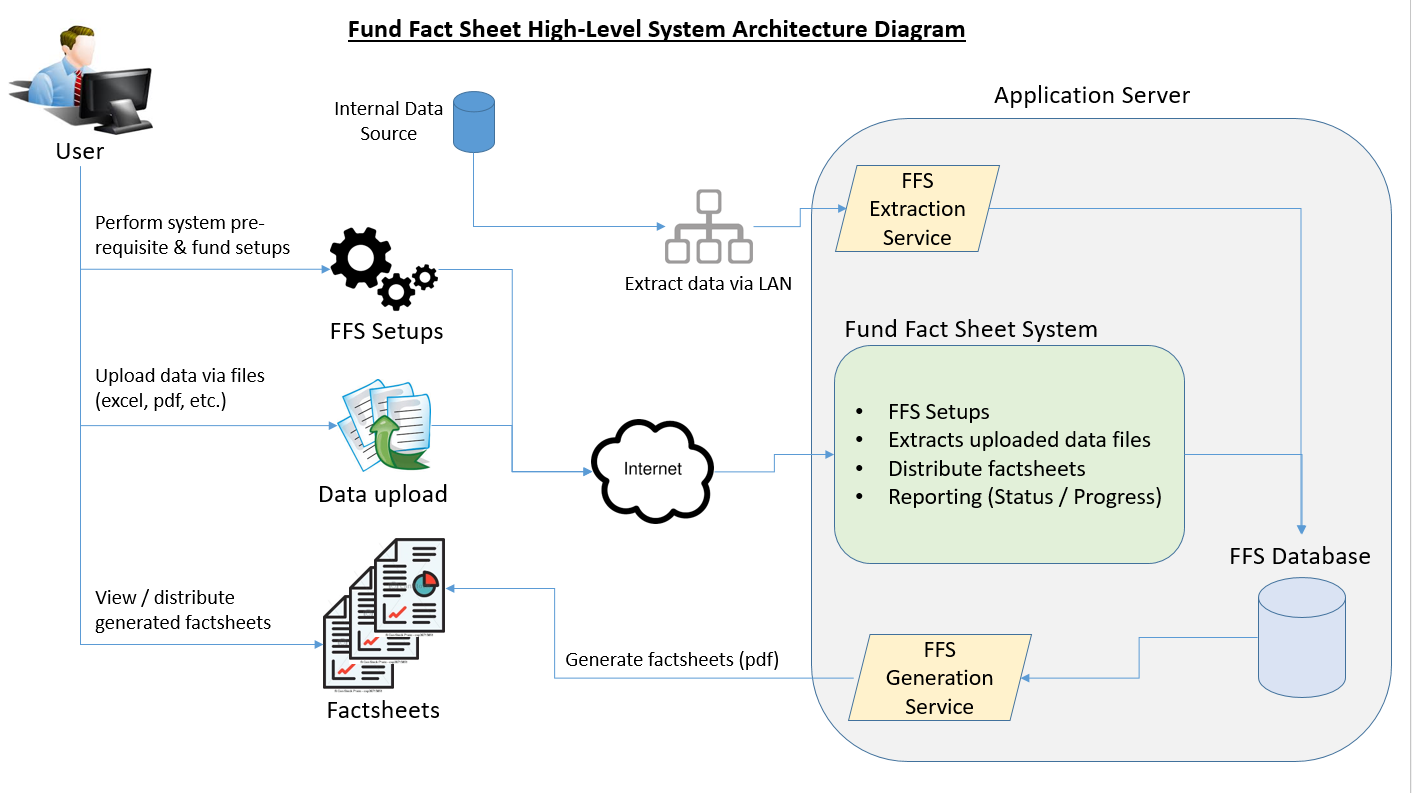 Fund Fact Sheet High-Level System Architecture Diagram
User
Internal Data
Source
Application Server
Perform system pre-
requisite & fund setups
FFS Setups
Extract data via LAN
FFS
Extraction
Service
Upload data via files
(excel, pdf, etc.)
Data upload
Internet
Fund Fact Sheet System
• FFS Setups
• Extracts uploaded data files
• Distribute factsheets
• Reporting (Status / Progress)
FFS Database
View / distribute
generated factsheets
Factsheets
Generate factsheets (pdf)
FFS
Generation
Service